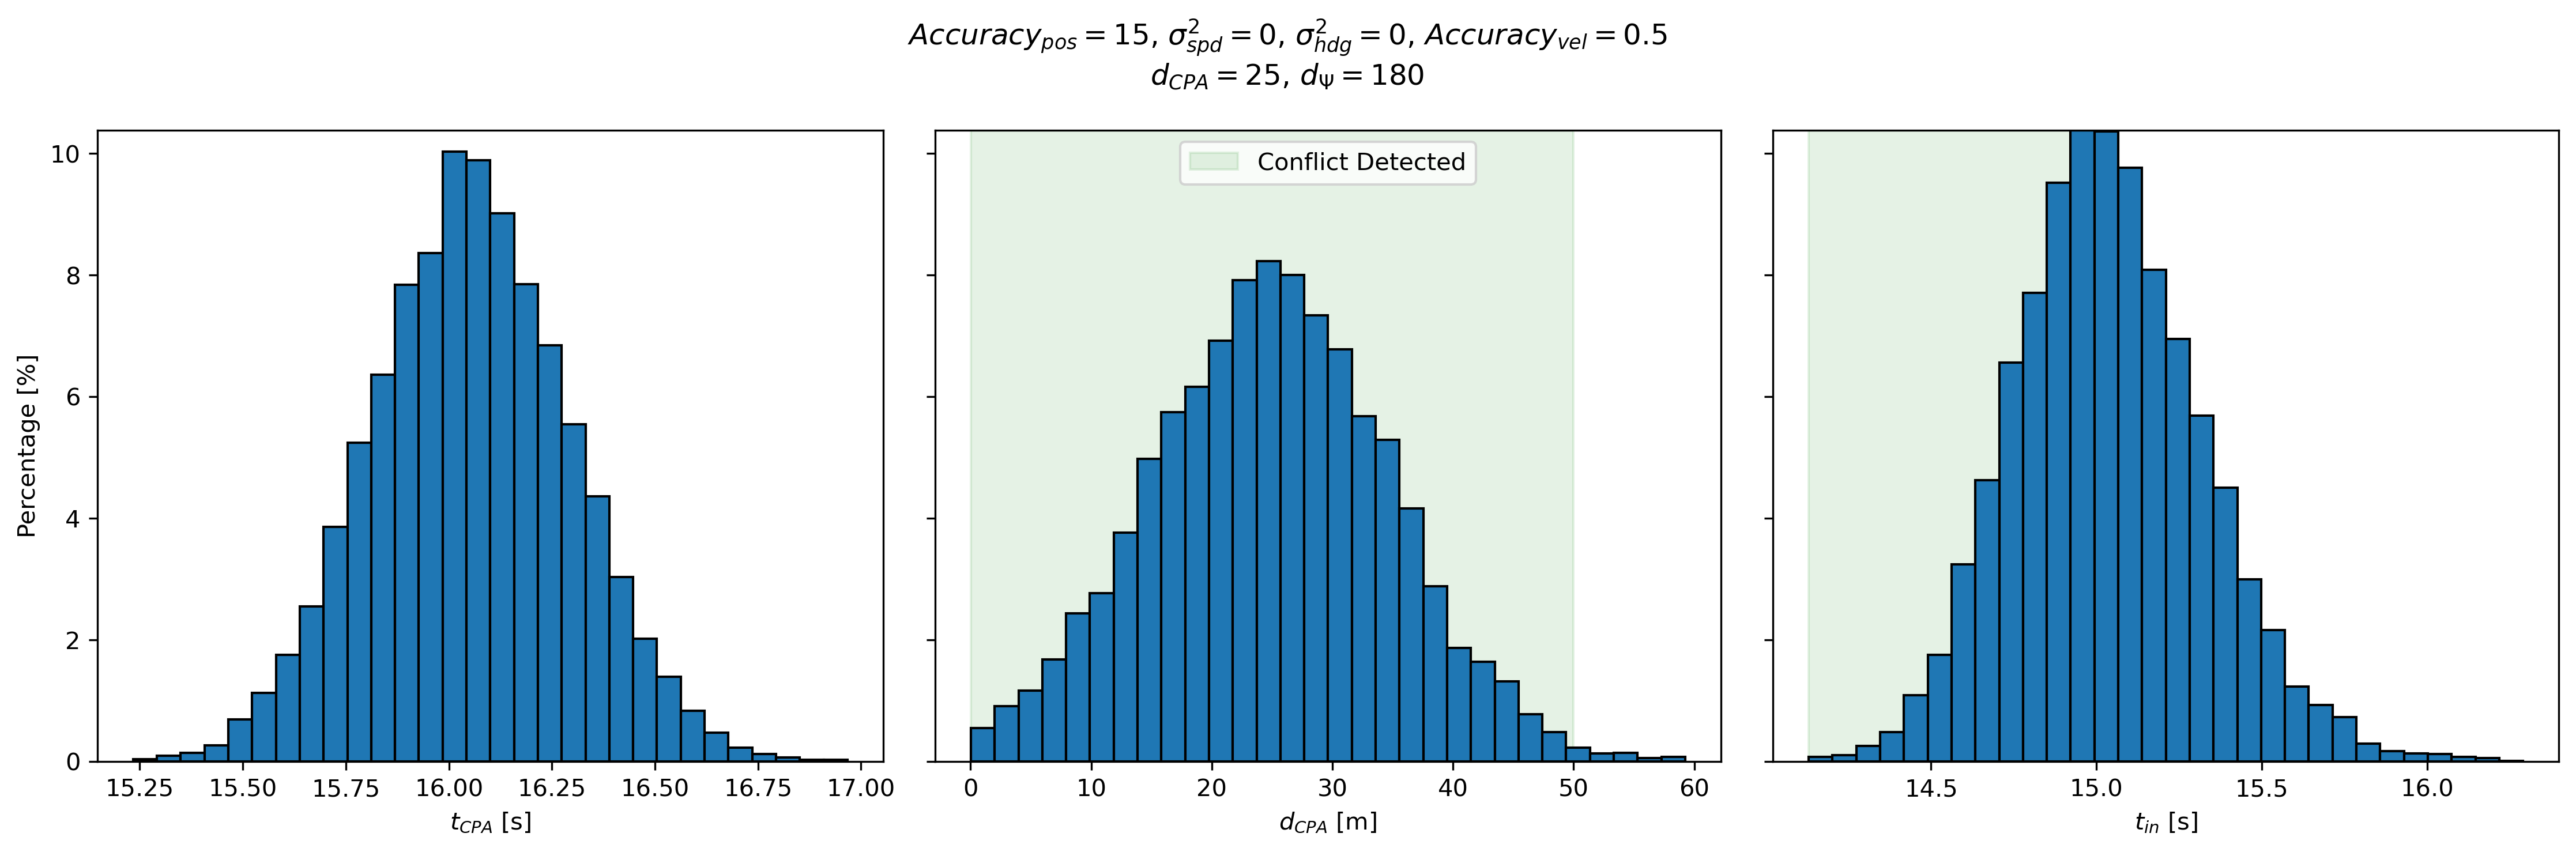 Accuracy_pos = 15, σ²_spd = 0, σ²_hdg = 0, Accuracy_vel = 0.5
d_CPA = 25, d_Ψ = 180
Percentage [%]
10
8
6
4
2
0
15.25 15.50 15.75 16.00 16.25 16.50 16.75 17.00
t_CPA [s]
Conflict Detected
0 10 20 30 40 50 60
d_CPA [m]
14.5 15.0 15.5 16.0
t_in [s]